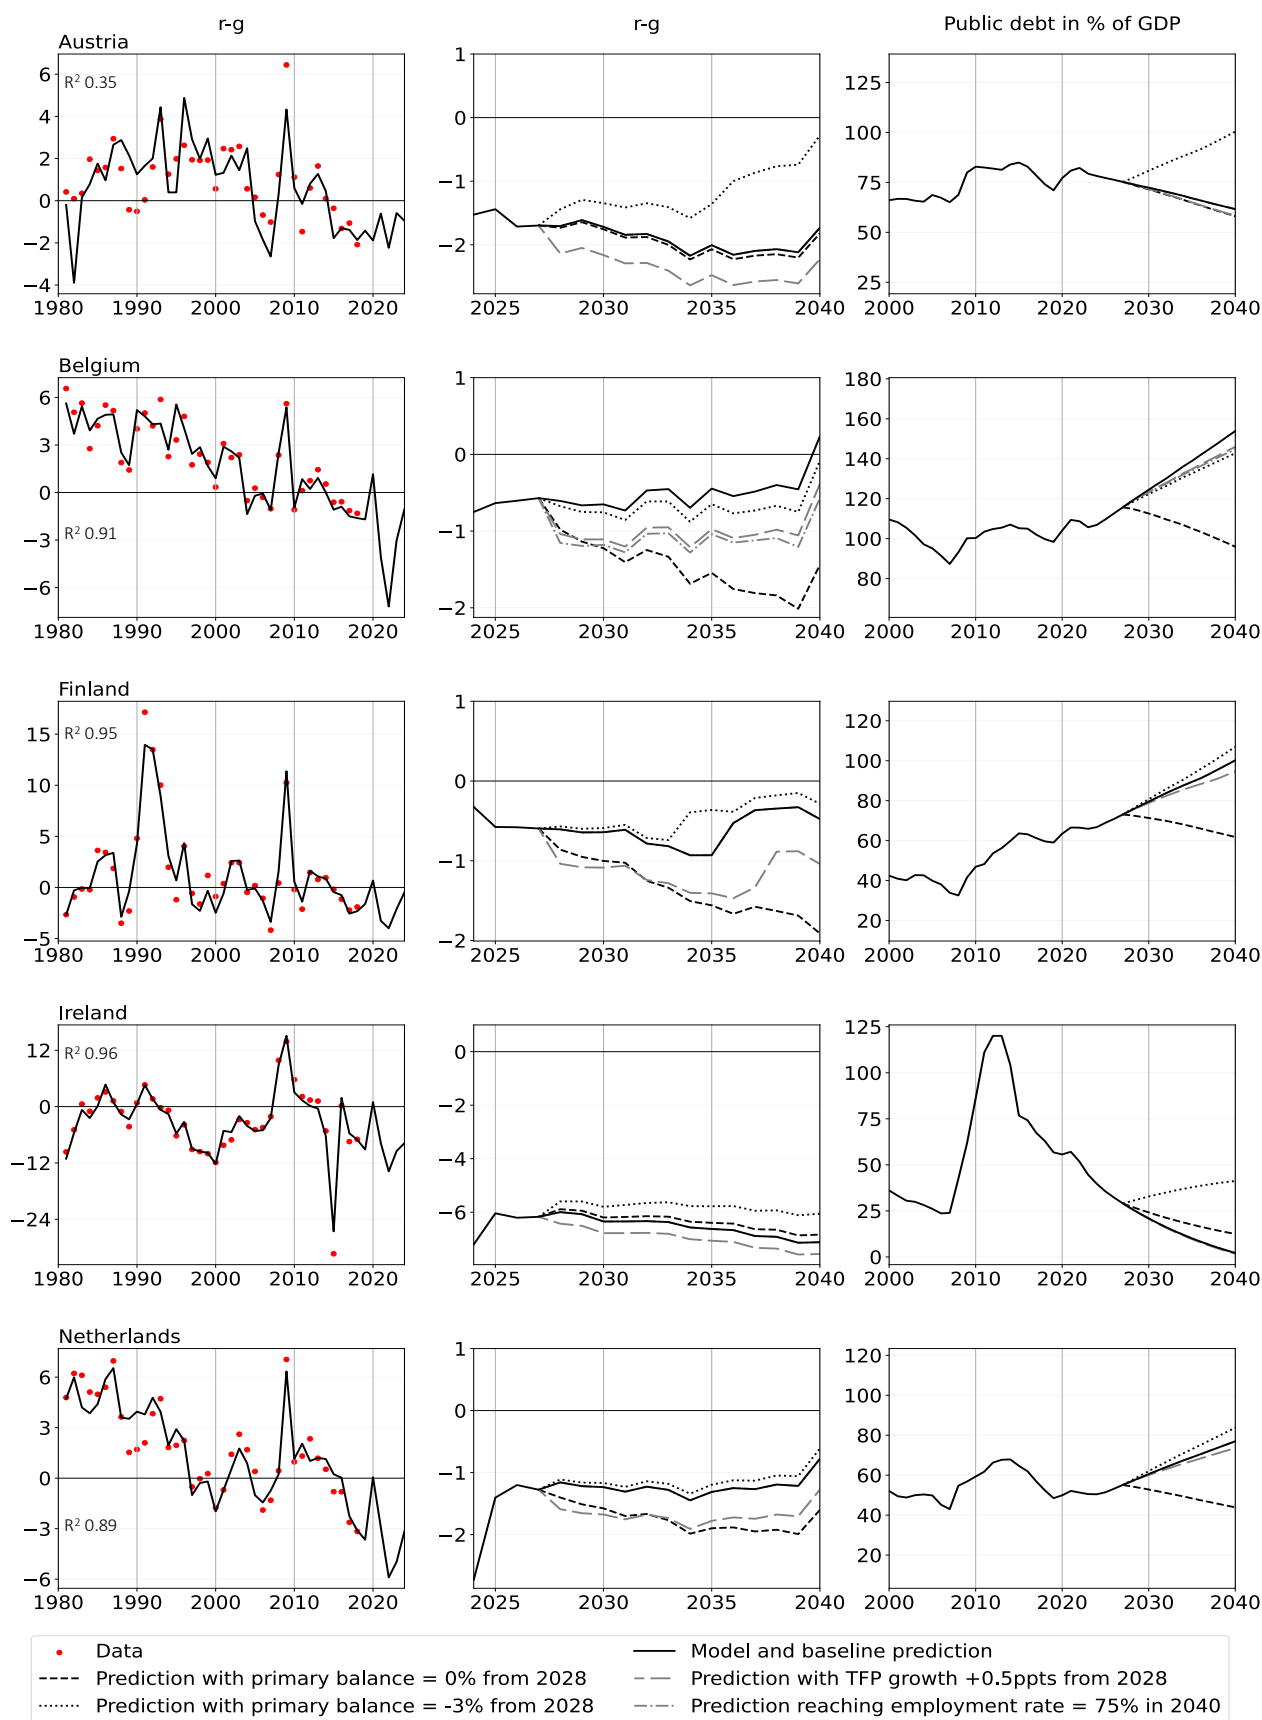 r-g r-g Public debt in % of GDP
Austria
R² 0.35
6
4
2
0
−2
−4
1980 1990 2000 2010 2020
1
0
−1
−2
2025 2030 2035 2040
125
100
75
50
25
2000 2010 2020 2030 2040
Belgium
R² 0.91
6
3
0
−3
−6
1980 1990 2000 2010 2020
1
0
−1
−2
2025 2030 2035 2040
180
160
140
120
100
80
2000 2010 2020 2030 2040
Finland
R² 0.95
15
10
5
0
−5
1980 1990 2000 2010 2020
1
0
−1
−2
2025 2030 2035 2040
120
100
80
60
40
20
2000 2010 2020 2030 2040
Ireland
R² 0.96
12
0
−12
−24
1980 1990 2000 2010 2020
0
−2
−4
−6
2025 2030 2035 2040
125
100
75
50
25
0
2000 2010 2020 2030 2040
Netherlands
R² 0.89
6
3
0
−3
−6
1980 1990 2000 2010 2020
1
0
−1
−2
2025 2030 2035 2040
120
100
80
60
40
20
2000 2010 2020 2030 2040
Data
Prediction with primary balance = 0% from 2028
Prediction with primary balance = -3% from 2028
Model and baseline prediction
Prediction with TFP growth +0.5ppts from 2028
Prediction reaching employment rate = 75% in 2040